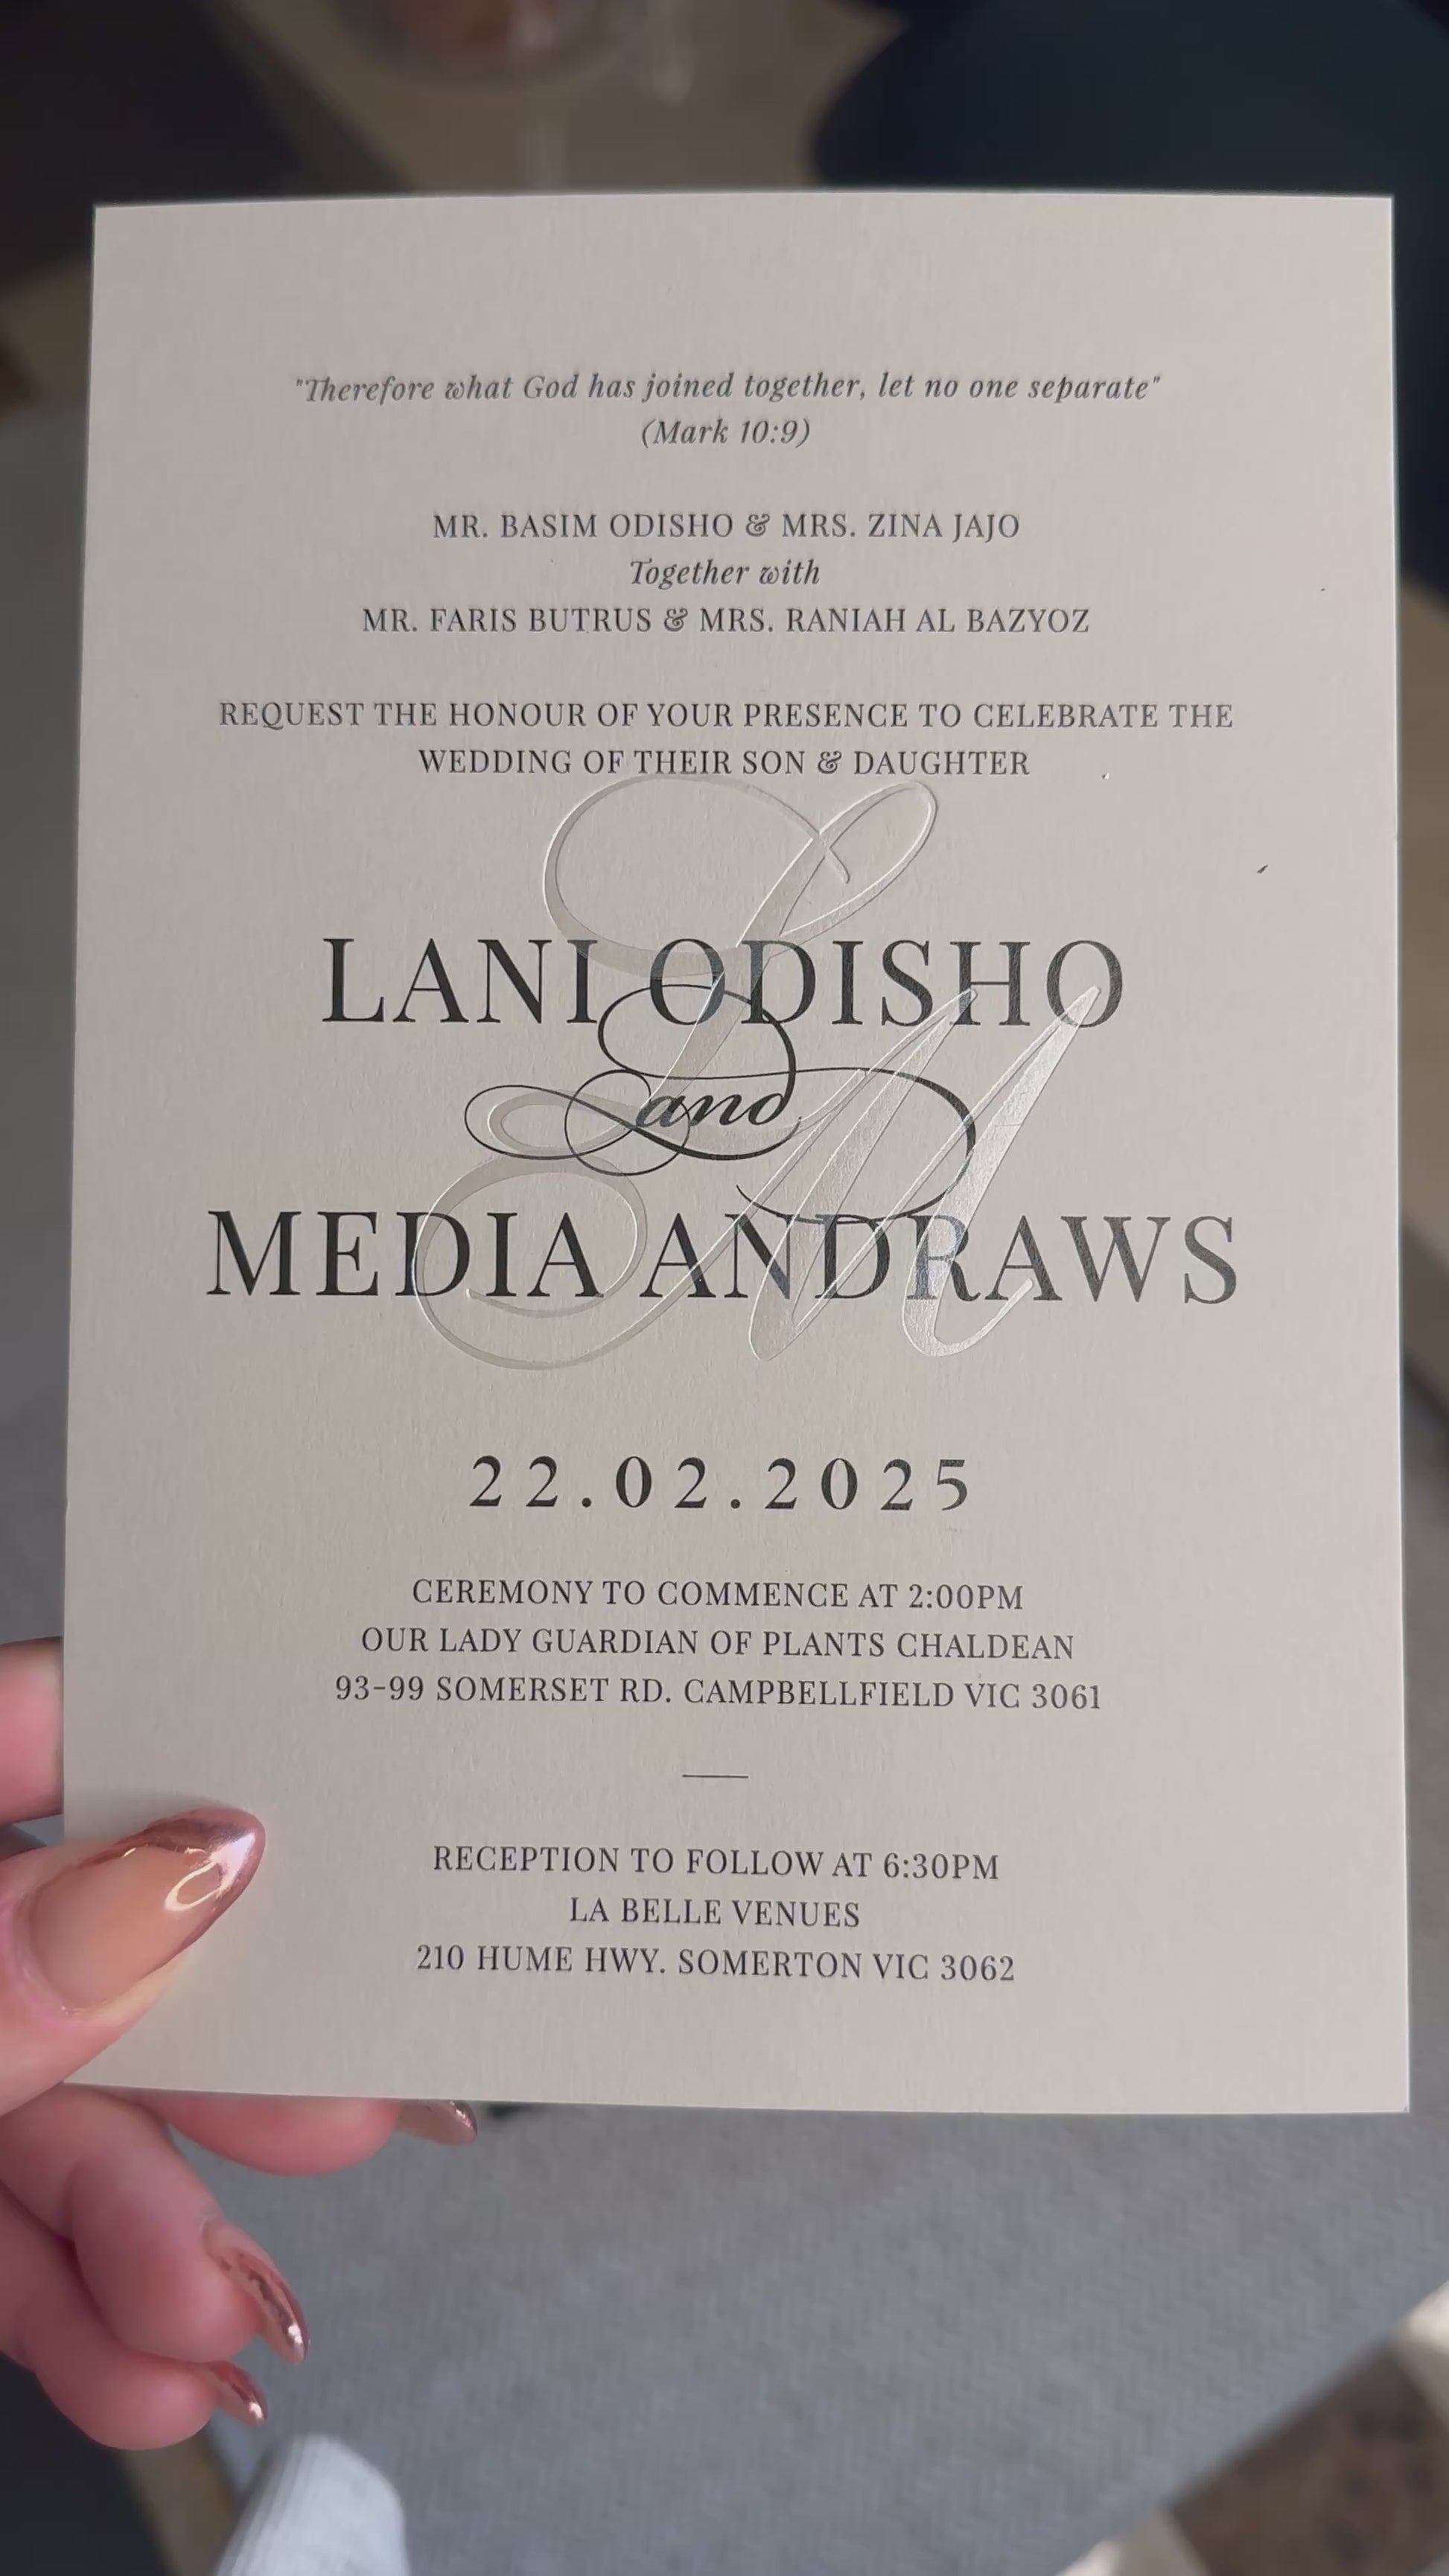 "Therefore what God has joined together, let no one separate"
(Mark 10:9)
MR. BASIM ODISHO & MRS. ZINA JAJO
Together with
MR. FARIS BUTRUS & MRS. RANIAH AL BAZYOZ
REQUEST THE HONOUR OF YOUR PRESENCE TO CELEBRATE THE
WEDDING OF THEIR SON & DAUGHTER
L
LANI ODISHO
and
M
MEDIA ANDRAWS
22.02.2025
CEREMONY TO COMMENCE AT 2:00PM
OUR LADY GUARDIAN OF PLANTS CHALDEAN
93-99 SOMERSET RD. CAMPBELLFIELD VIC 3061
RECEPTION TO FOLLOW AT 6:30PM
LA BELLE VENUES
210 HUME HWY. SOMERTON VIC 3062